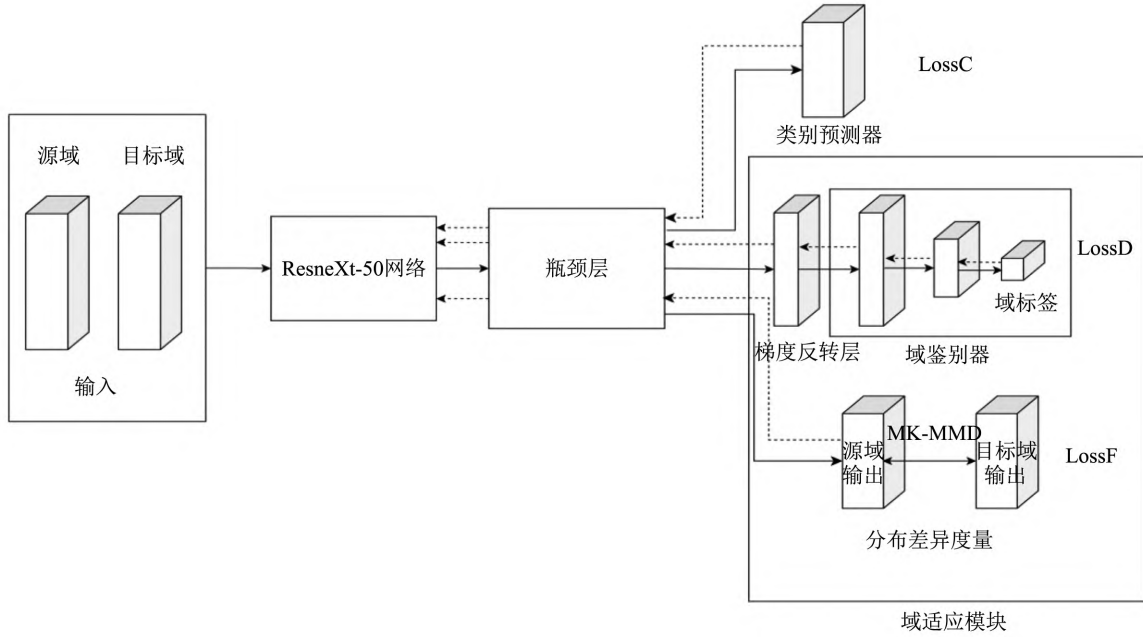 LossC
类别预测器
源域
目标域
输入
ResneXt-50网络
瓶颈层
LossD
域标签
梯度反转层
域鉴别器
源域
输出
MK-MMD
目标域
输出
LossF
分布差异度量
域适应模块